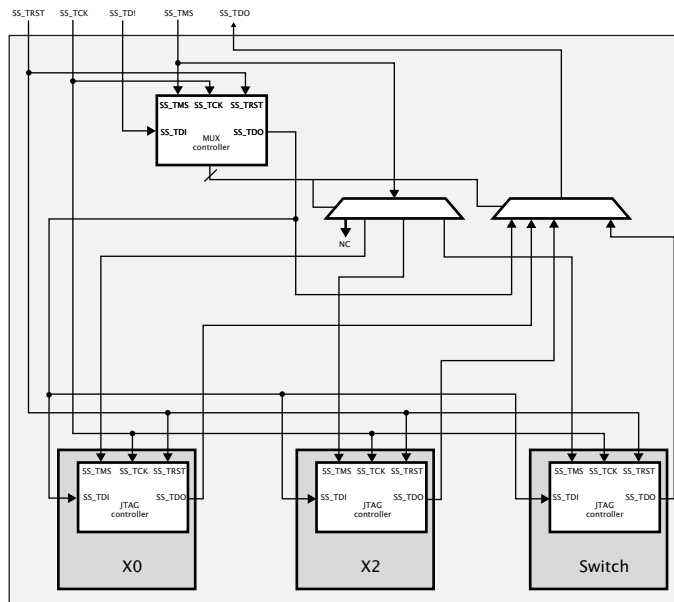 SS_TRST SS_TCK SS_TDI SS_TMS SS_TDO
SS_TMS SS_TCK SS_TRST
SS_TDI SS_TDO
MUX
controller
NC
SS_TMS SS_TCK SS_TRST
SS_TDI SS_TDO
JTAG
controller
X0
SS_TMS SS_TCK SS_TRST
SS_TDI SS_TDO
JTAG
controller
X2
SS_TMS SS_TCK SS_TRST
SS_TDI SS_TDO
JTAG
controller
Switch